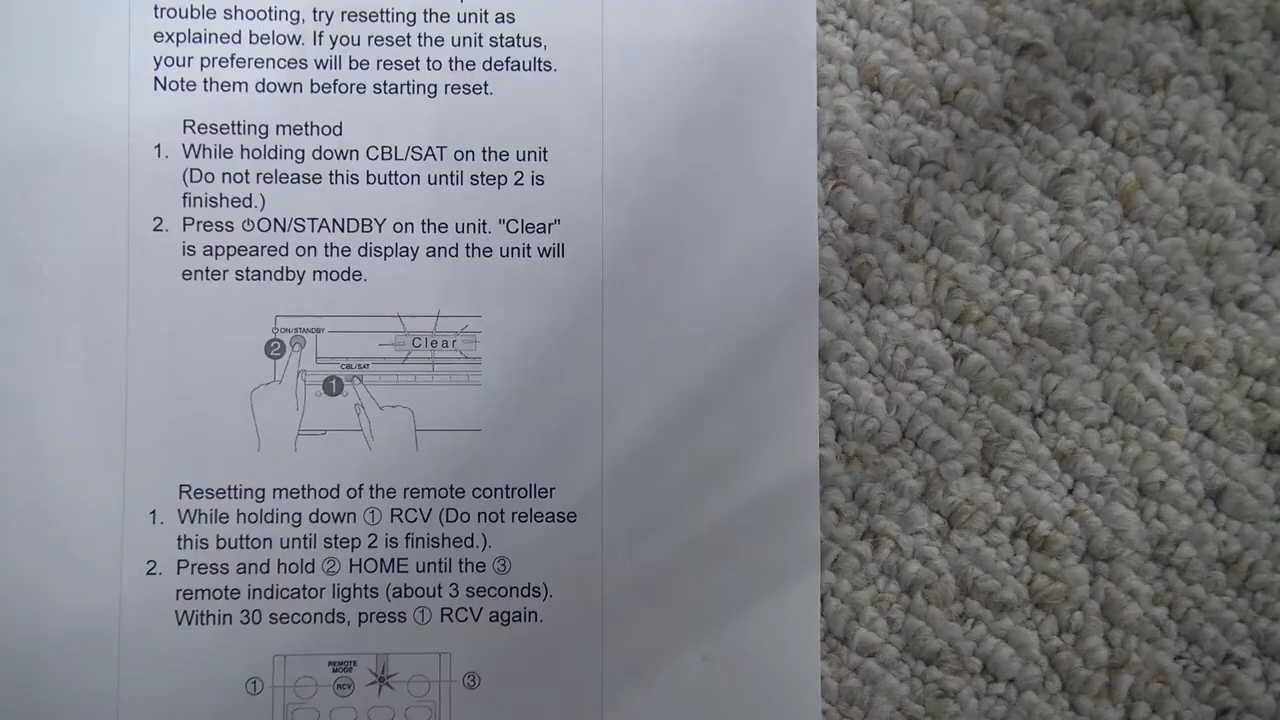 trouble shooting, try resetting the unit as
explained below. If you reset the unit status,
your preferences will be reset to the defaults.
Note them down before starting reset.
Resetting method
1. While holding down CBL/SAT on the unit
(Do not release this button until step 2 is
finished.)
2. Press ⏻ON/STANDBY on the unit. "Clear"
is appeared on the display and the unit will
enter standby mode.
⏻ ON/STANDBY
2
Clear
CBL/SAT
1
Resetting method of the remote controller
1. While holding down ① RCV (Do not release
this button until step 2 is finished.).
2. Press and hold ② HOME until the ③
remote indicator lights (about 3 seconds).
Within 30 seconds, press ① RCV again.
REMOTE
MODE
① RCV ③